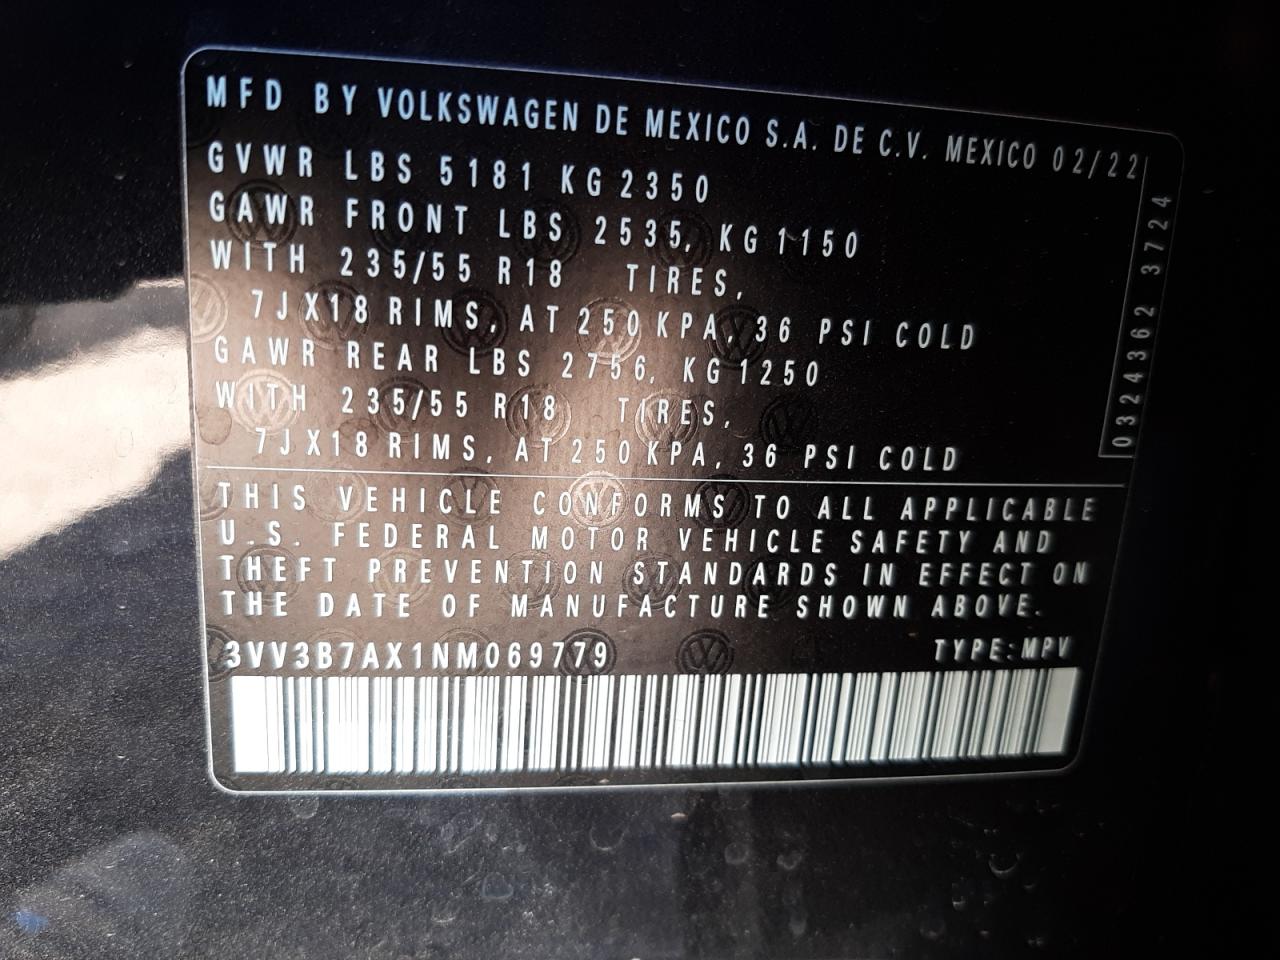 MFD BY VOLKSWAGEN DE MEXICO S.A. DE C.V. MEXICO 02/22
GVWR LBS 5181 KG 2350
GAWR FRONT LBS 2535, KG 1150
WITH 235/55 R18 TIRES,
7JX18 RIMS, AT 250 KPA, 36 PSI COLD
GAWR REAR LBS 2756, KG 1250
WITH 235/55 R18 TIRES,
7JX18 RIMS, AT 250 KPA, 36 PSI COLD
0324362 3724
THIS VEHICLE CONFORMS TO ALL APPLICABLE
U.S. FEDERAL MOTOR VEHICLE SAFETY AND
THEFT PREVENTION STANDARDS IN EFFECT ON
THE DATE OF MANUFACTURE SHOWN ABOVE.
3VV3B7AX1NM069779 TYPE:MPV